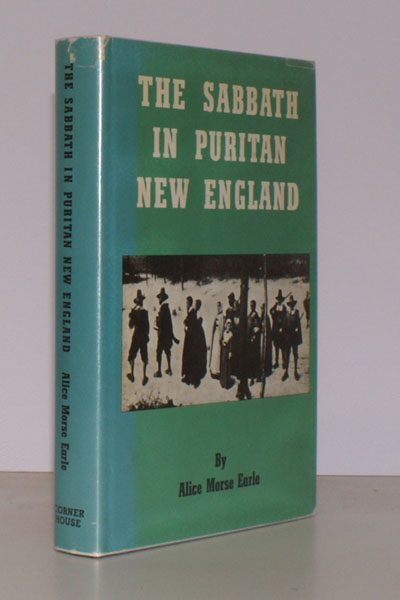 THE SABBATH IN PURITAN NEW ENGLAND Alice Morse Earle
CORNER
HOUSE
THE SABBATH
IN PURITAN
NEW ENGLAND
By
Alice Morse Earle